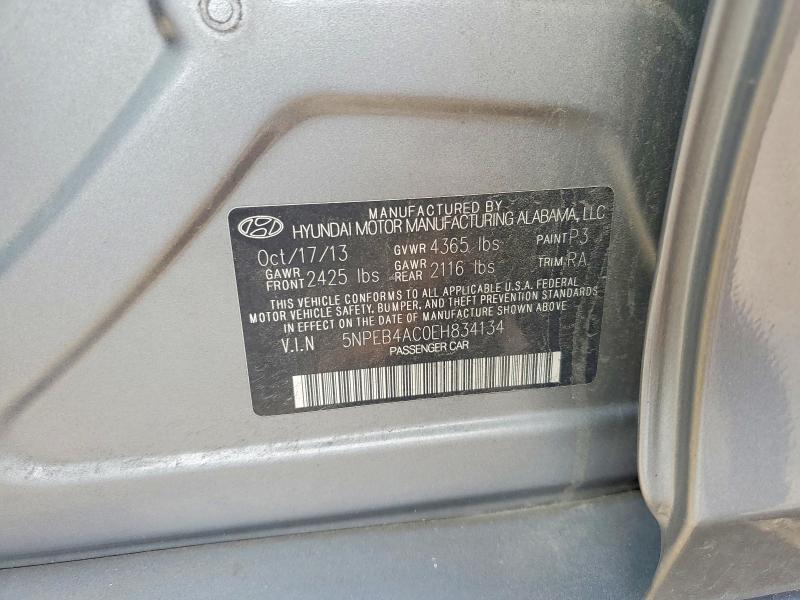 MANUFACTURED BY
HYUNDAI MOTOR MANUFACTURING ALABAMA, LLC
Oct/17/13 GVWR 4365 lbs PAINT P3
GAWR FRONT 2425 lbs GAWR REAR 2116 lbs TRIM RA
THIS VEHICLE CONFORMS TO ALL APPLICABLE U.S.A. FEDERAL
MOTOR VEHICLE SAFETY, BUMPER, AND THEFT PREVENTION STANDARDS
IN EFFECT ON THE DATE OF MANUFACTURE SHOWN ABOVE
V.I.N 5NPEB4AC0EH834134
PASSENGER CAR